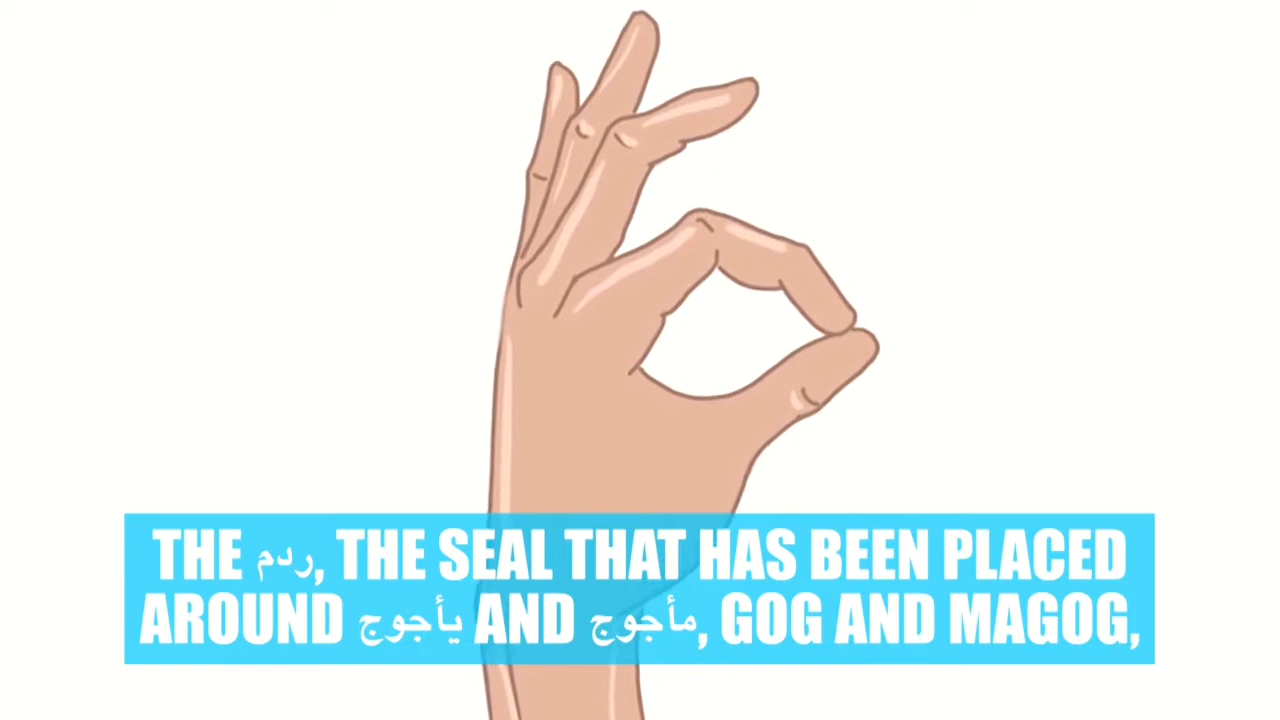 THE ردم, THE SEAL THAT HAS BEEN PLACED
AROUND يأجوج AND مأجوج, GOG AND MAGOG,